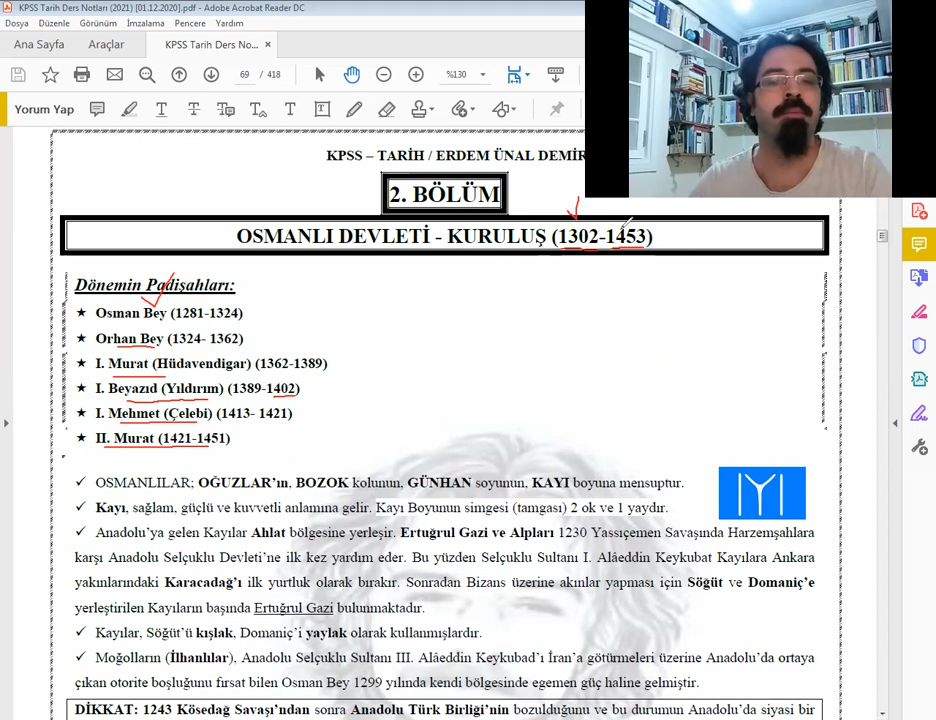 KPSS Tarih Ders Notları (2021) [01.12.2020].pdf - Adobe Acrobat Reader DC
Dosya Düzenle Görünüm İmzalama Pencere Yardım
Ana Sayfa Araçlar KPSS Tarih Ders No... ×
69 / 418 %130
Yorum Yap
KPSS – TARİH / ERDEM ÜNAL DEMİR
2. BÖLÜM
OSMANLI DEVLETİ - KURULUŞ (1302-1453)
Dönemin Padişahları:
★ Osman Bey (1281-1324)
★ Orhan Bey (1324- 1362)
★ I. Murat (Hüdavendigar) (1362-1389)
★ I. Beyazıd (Yıldırım) (1389-1402)
★ I. Mehmet (Çelebi) (1413- 1421)
★ II. Murat (1421-1451)
✓ OSMANLILAR; OĞUZLAR'ın, BOZOK kolunun, GÜNHAN soyunun, KAYI boyuna mensuptur.
✓ Kayı, sağlam, güçlü ve kuvvetli anlamına gelir. Kayı Boyunun simgesi (tamgası) 2 ok ve 1 yaydır.
✓ Anadolu'ya gelen Kayılar Ahlat bölgesine yerleşir. Ertuğrul Gazi ve Alpları 1230 Yassıçemen Savaşında Harzemşahlara
karşı Anadolu Selçuklu Devleti'ne ilk kez yardım eder. Bu yüzden Selçuklu Sultanı I. Alâeddin Keykubat Kayılara Ankara
yakınlarındaki Karacadağ'ı ilk yurtluk olarak bırakır. Sonradan Bizans üzerine akınlar yapması için Söğüt ve Domaniç'e
yerleştirilen Kayıların başında Ertuğrul Gazi bulunmaktadır.
✓ Kayılar, Söğüt'ü kışlak, Domaniç'i yaylak olarak kullanmışlardır.
✓ Moğolların (İlhanlılar), Anadolu Selçuklu Sultanı III. Alâeddin Keykubad'ı İran'a götürmeleri üzerine Anadolu'da ortaya
çıkan otorite boşluğunu fırsat bilen Osman Bey 1299 yılında kendi bölgesinde egemen güç haline gelmiştir.
DİKKAT: 1243 Kösedağ Savaşı'ndan sonra Anadolu Türk Birliği'nin bozulduğunu ve bu durumun Anadolu'da siyasi bir